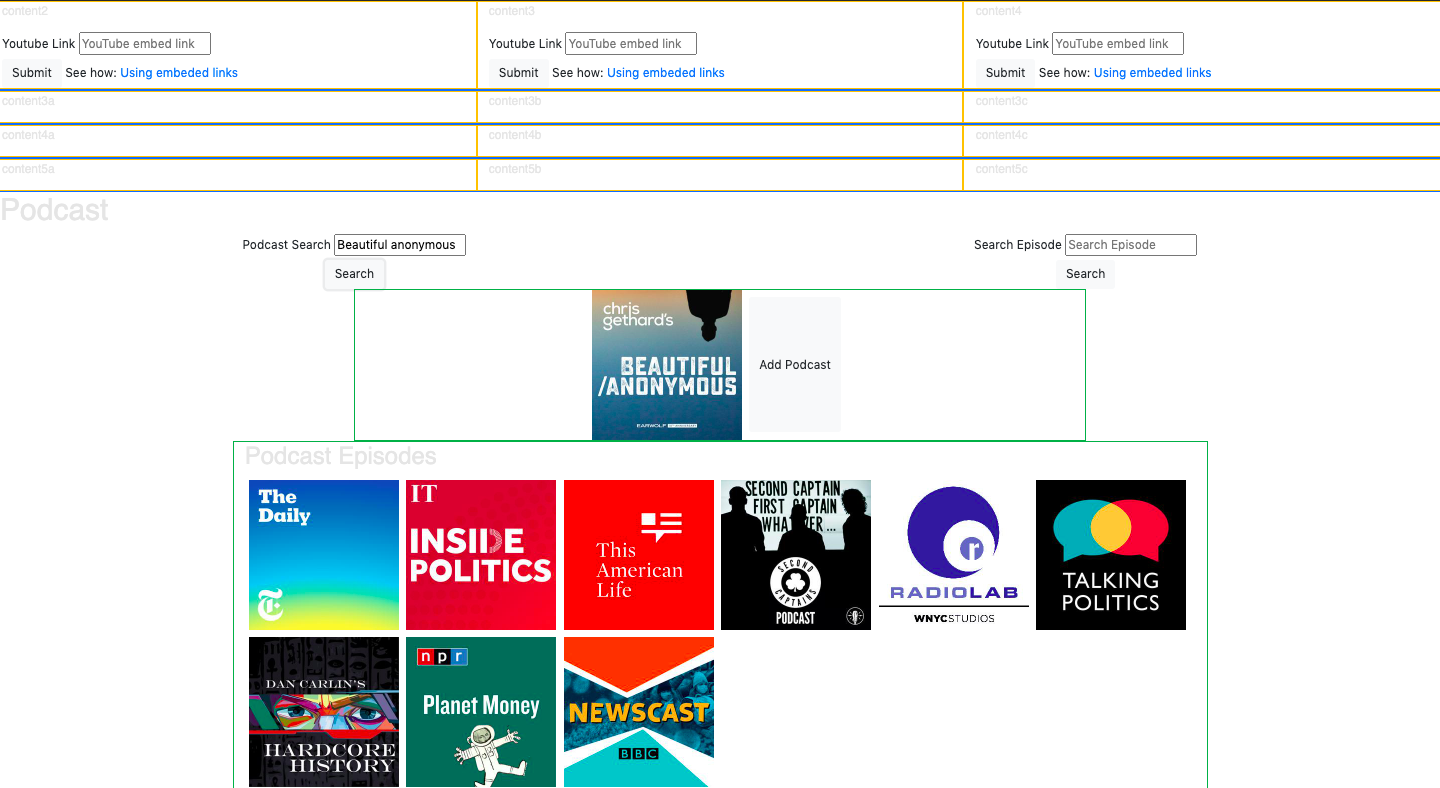 content2 content3 content4
Youtube Link YouTube embed link Youtube Link YouTube embed link Youtube Link YouTube embed link
Submit See how: Using embeded links Submit See how: Using embeded links Submit See how: Using embeded links
content3a content3b content3c
content4a content4b content4c
content5a content5b content5c
Podcast
Podcast Search Beautiful anonymous Search Episode Search Episode
Search Search
chris
gethard's
BEAUTIFUL
/ANONYMOUS
EARWOLF
Add Podcast
Podcast Episodes
The
Daily
IT
INSIDE
POLITICS
This
American
Life
SECOND CAPTAIN
FIRST CAPTAIN
WHATEVER...
SECOND
CAPTAINS
PODCAST
r
RADIOLAB
WNYCSTUDIOS
TALKING
POLITICS
DAN CARLIN'S
HARDCORE
HISTORY
npr
Planet Money
NEWSCAST
BBC